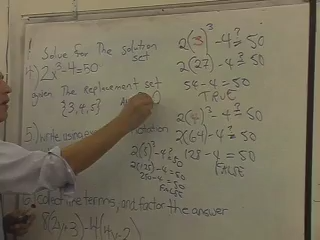 Solve for the solution
set
4) 2x³-4=50
given the replacement set
{3,4,5}
5) write using
notation
6) terms, and factor the answer
2(3)³-4≟50
2(27)-4≟50
54-4=50
TRUE
2(4)³-4≟50
2(64)-4≟50
128-4=50
FALSE
2(5)³-4≟50
2(125)-4=50
250-4=50
FALSE